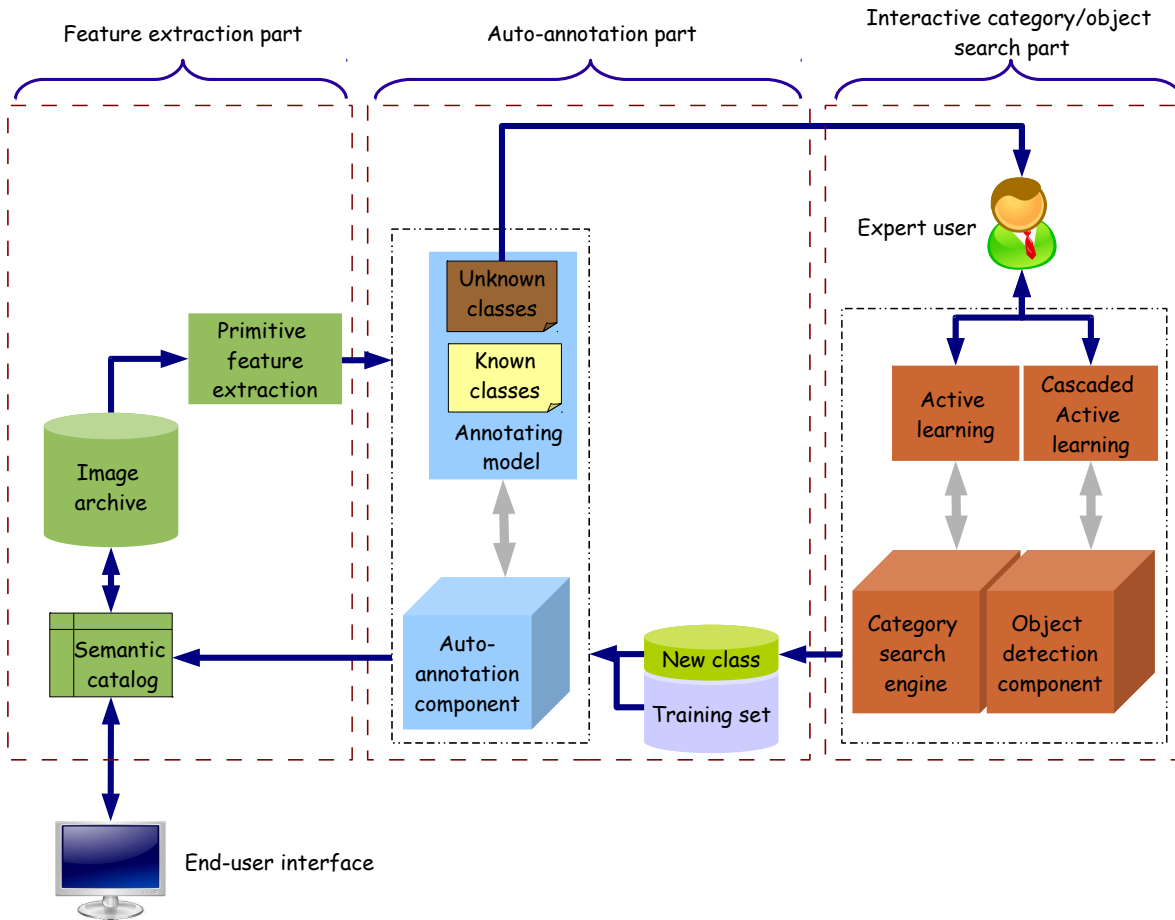 Feature extraction part
Auto-annotation part
Interactive category/object
search part
Expert user
Unknown
classes
Known
classes
Annotating
model
Primitive
feature
extraction
Image
archive
Semantic
catalog
End-user interface
Auto-
annotation
component
New class
Training set
Active
learning
Cascaded
Active
learning
Category
search
engine
Object
detection
component